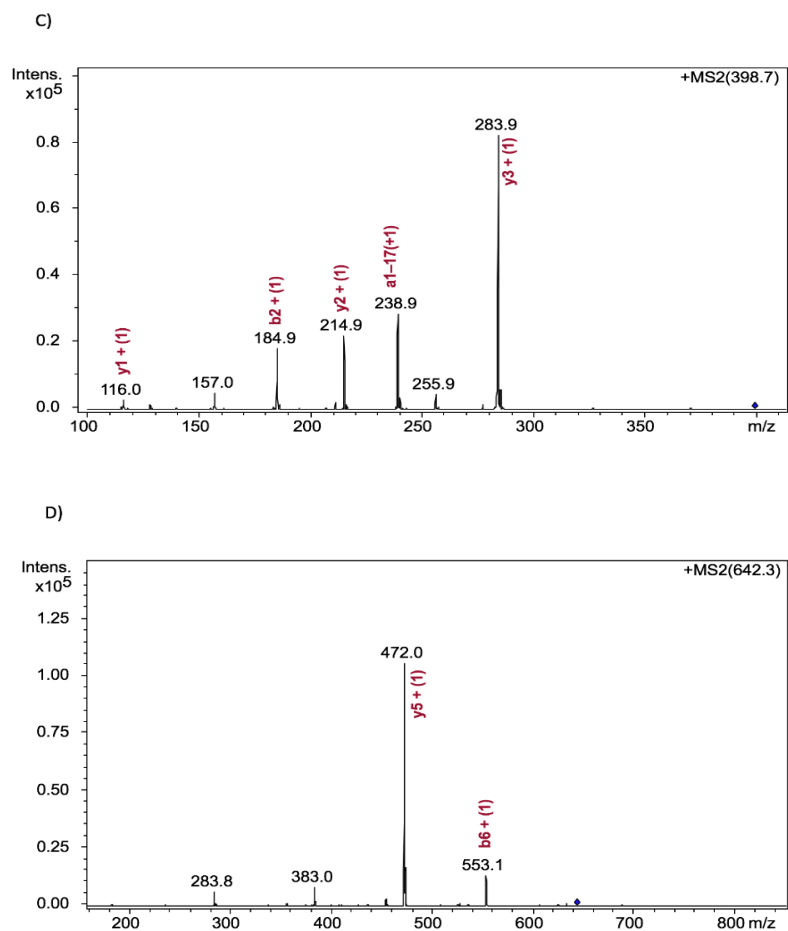 C)
Intens.
x10⁵
+MS2(398.7)
283.9
y3 + (1)
0.8
0.6
a1–17(+1)
0.4
b2 + (1)
y2 + (1)
238.9
214.9
184.9
0.2
y1 + (1)
157.0
255.9
116.0
0.0
100
150
200
250
300
350
m/z
D)
Intens.
x10⁵
+MS2(642.3)
1.25
472.0
1.00
y5 + (1)
0.75
0.50
b6 + (1)
0.25
553.1
383.0
283.8
0.00
200
300
400
500
600
700
800 m/z